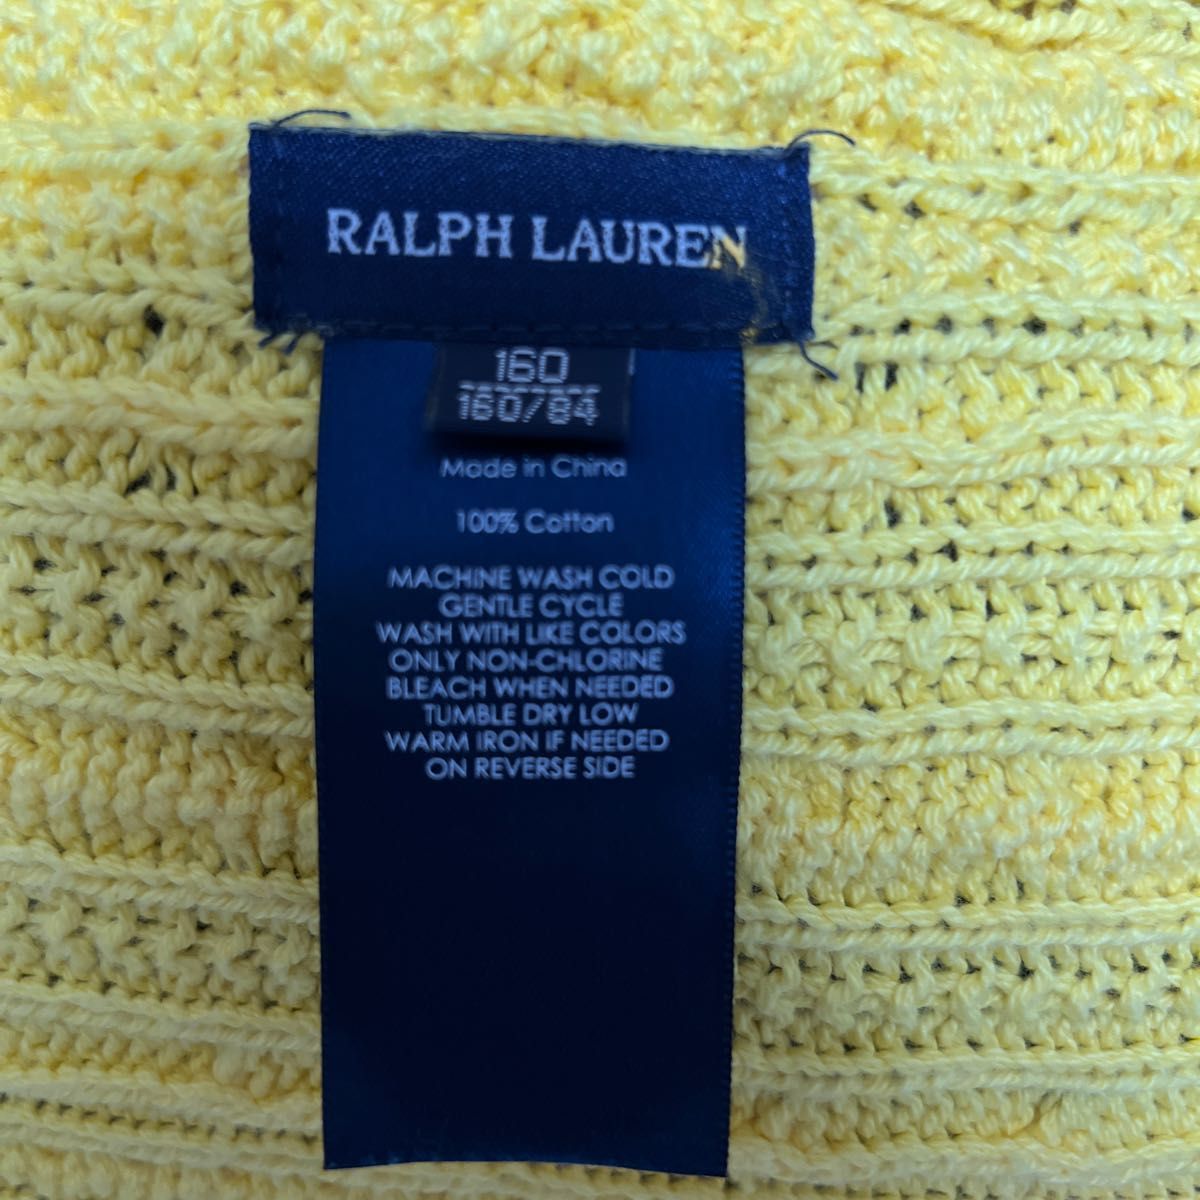 RALPH LAUREN
160
160/84
Made in China
100% Cotton
MACHINE WASH COLD
GENTLE CYCLE
WASH WITH LIKE COLORS
ONLY NON-CHLORINE
BLEACH WHEN NEEDED
TUMBLE DRY LOW
WARM IRON IF NEEDED
ON REVERSE SIDE